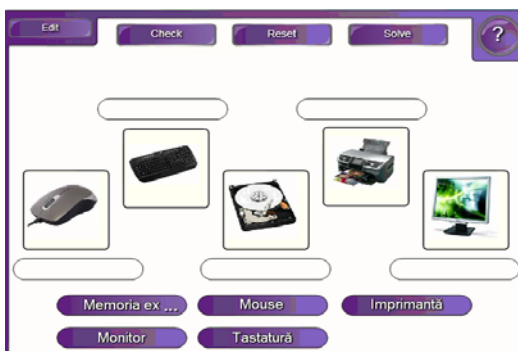 Edit Check Reset Solve ?
Memoria ex ... Mouse Imprimantă
Monitor Tastatură